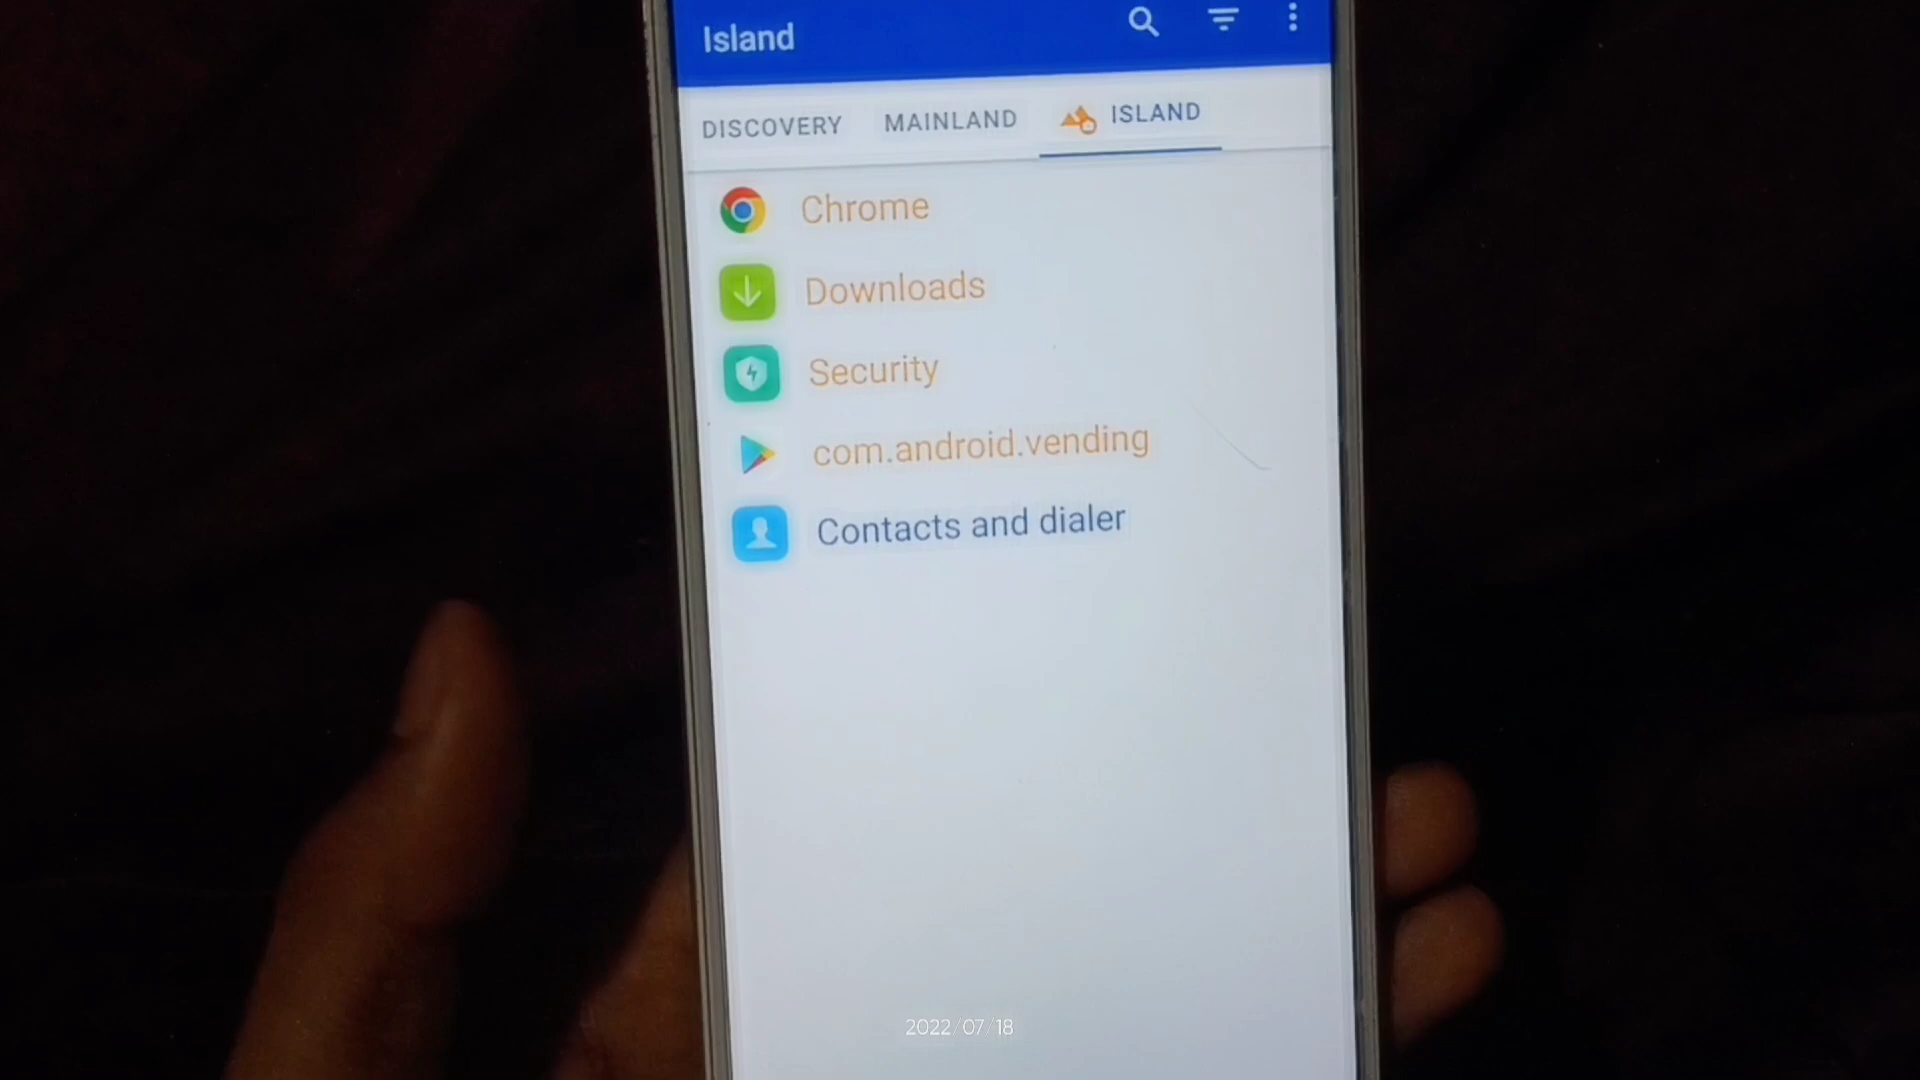 Island
DISCOVERY MAINLAND ISLAND
Chrome
Downloads
Security
com.android.vending
Contacts and dialer
2022/07/18